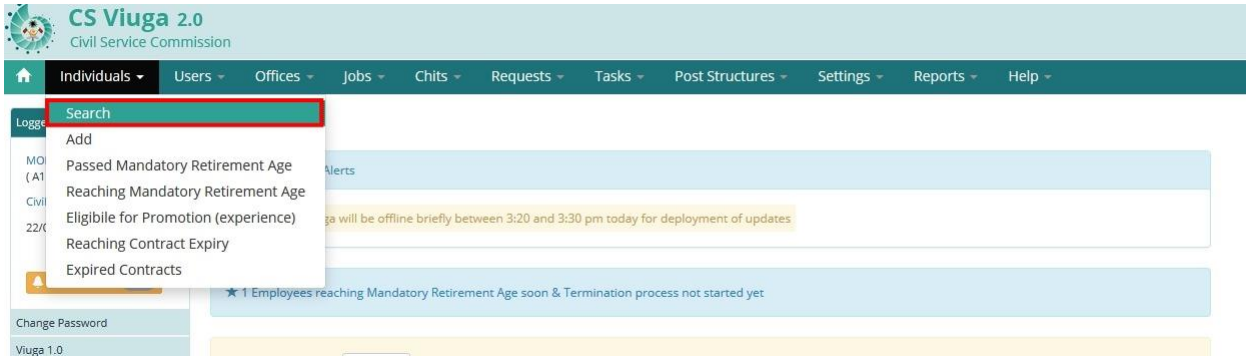 CS Viuga 2.0
Civil Service Commission
Individuals Users Offices Jobs Chits Requests Tasks Post Structures Settings Reports Help
Search
Add
Passed Mandatory Retirement Age
Reaching Mandatory Retirement Age
Eligibile for Promotion (experience)
Reaching Contract Expiry
Expired Contracts
Alerts
will be offline briefly between 3:20 and 3:30 pm today for deployment of updates
★ 1 Employees reaching Mandatory Retirement Age soon & Termination process not started yet
Change Password
Viuga 1.0